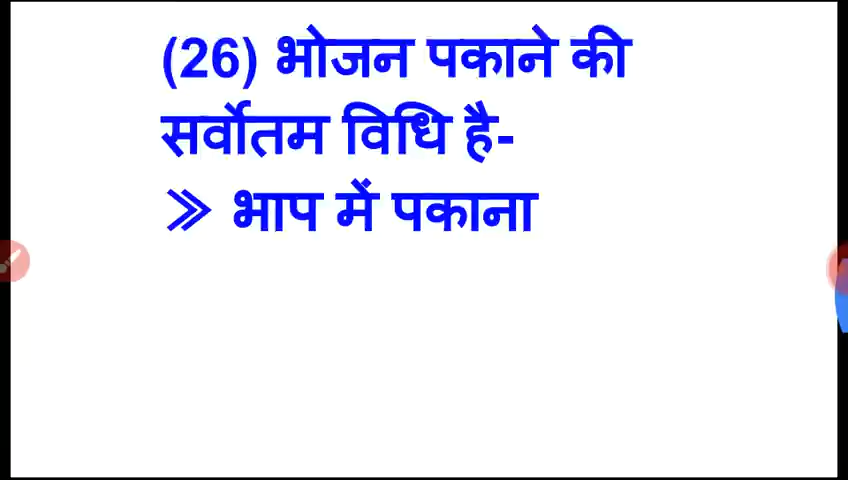 (26) भोजन पकाने की
सर्वोतम विधि है-
≫ भाप में पकाना